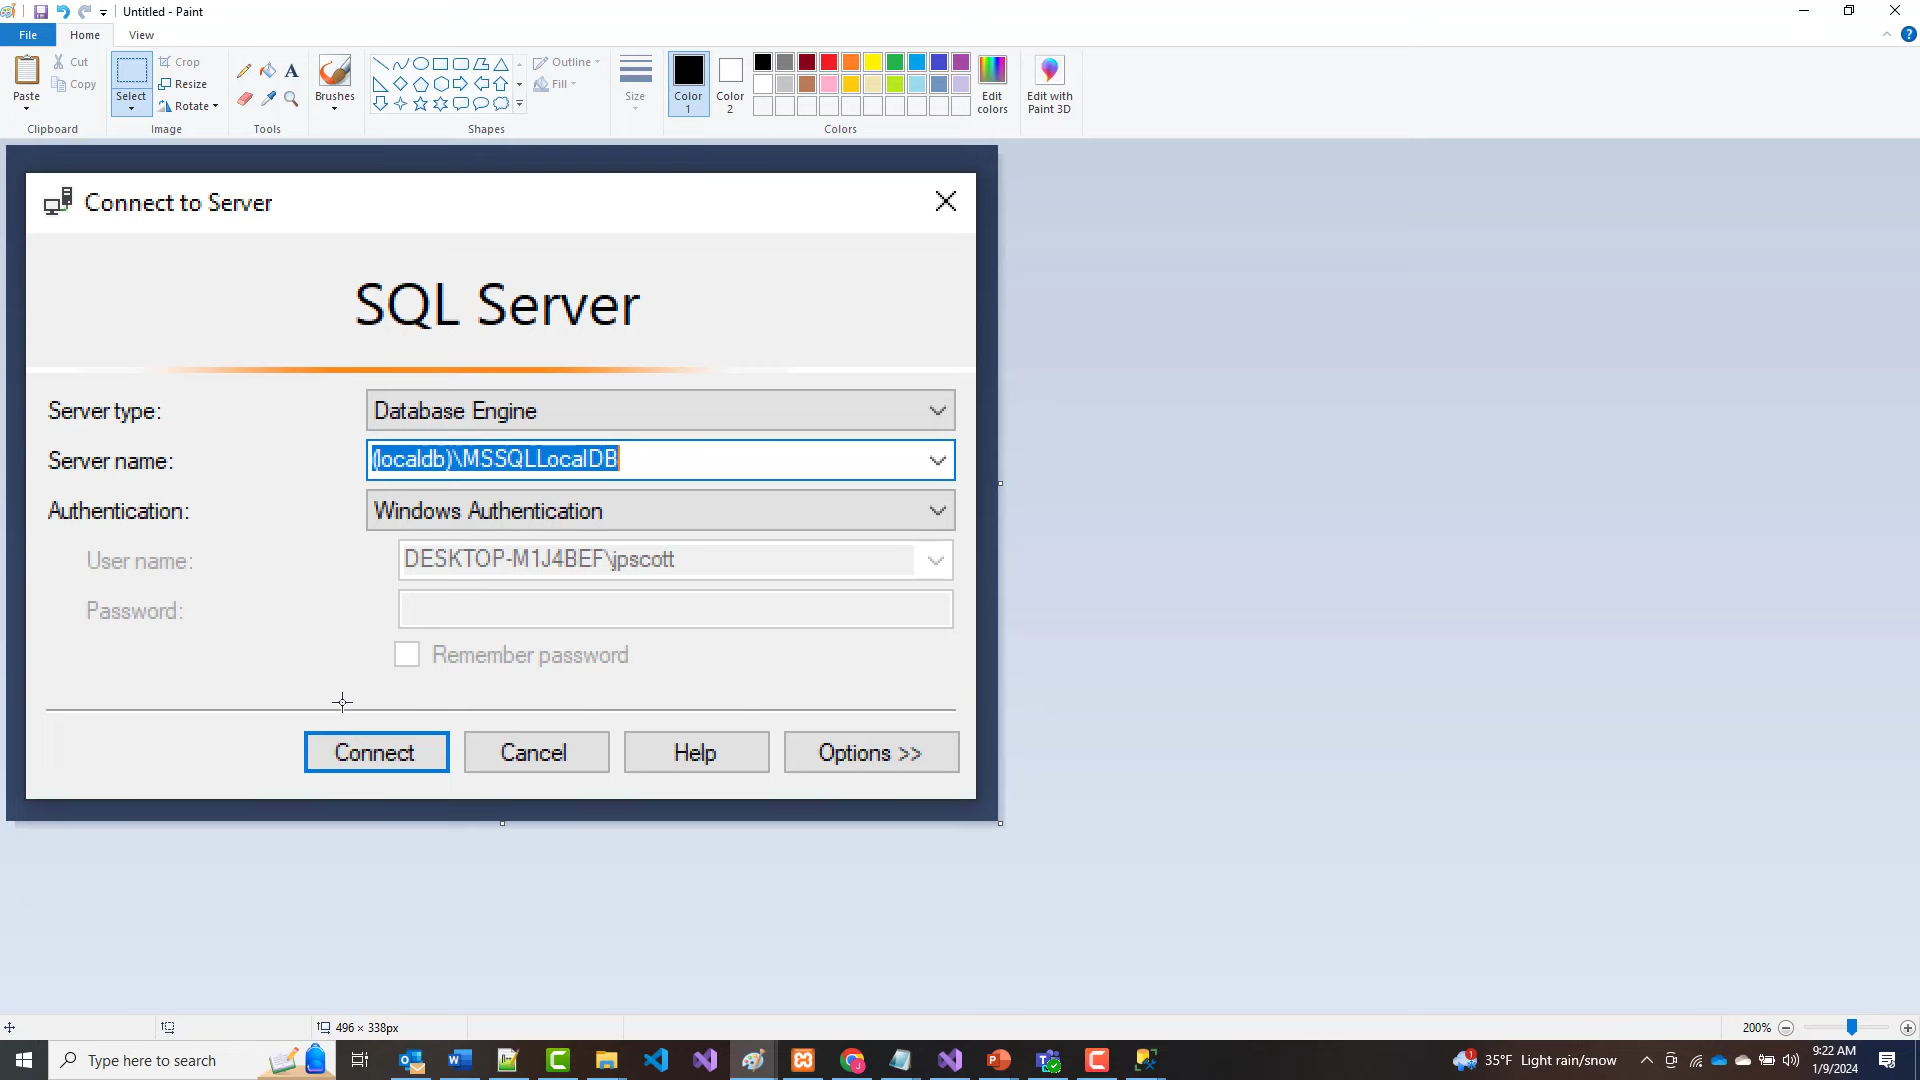 Untitled - Paint
File Home View
Paste
Cut
Copy
Clipboard
Select
Crop
Resize
Rotate
Image
A
Tools
Brushes
Outline
Fill
Shapes
Size
Color 1
Color 2
Edit colors
Colors
Edit with Paint 3D
Connect to Server
SQL Server
Server type: Database Engine
Server name: (localdb)\MSSQLLocalDB
Authentication: Windows Authentication
User name: DESKTOP-M1J4BEF\jpscott
Password:
Remember password
Connect Cancel Help Options >>
496 × 338px
200%
Type here to search
35°F Light rain/snow
9:22 AM
1/9/2024